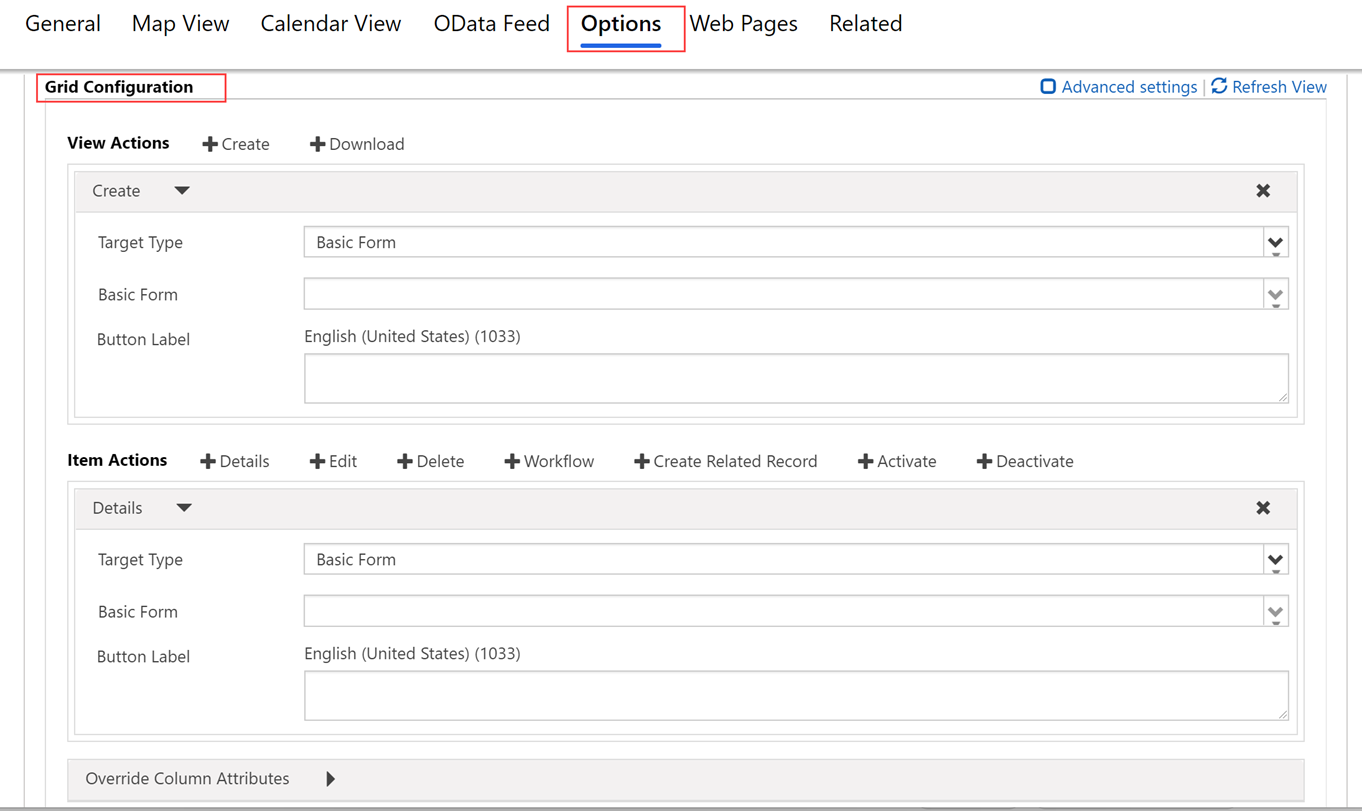 General Map View Calendar View OData Feed Options Web Pages Related
Grid Configuration Advanced settings | Refresh View
View Actions Create Download
Create
Target Type Basic Form
Basic Form
Button Label English (United States) (1033)
Item Actions Details Edit Delete Workflow Create Related Record Activate Deactivate
Details
Target Type Basic Form
Basic Form
Button Label English (United States) (1033)
Override Column Attributes